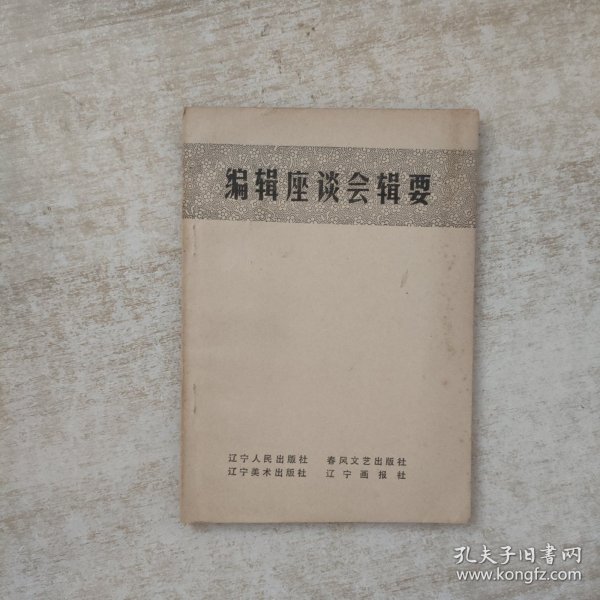 编辑座谈会辑要
辽宁人民出版社 春风文艺出版社
辽宁美术出版社 辽宁画报社
孔夫子旧书网
www.kongfz.com